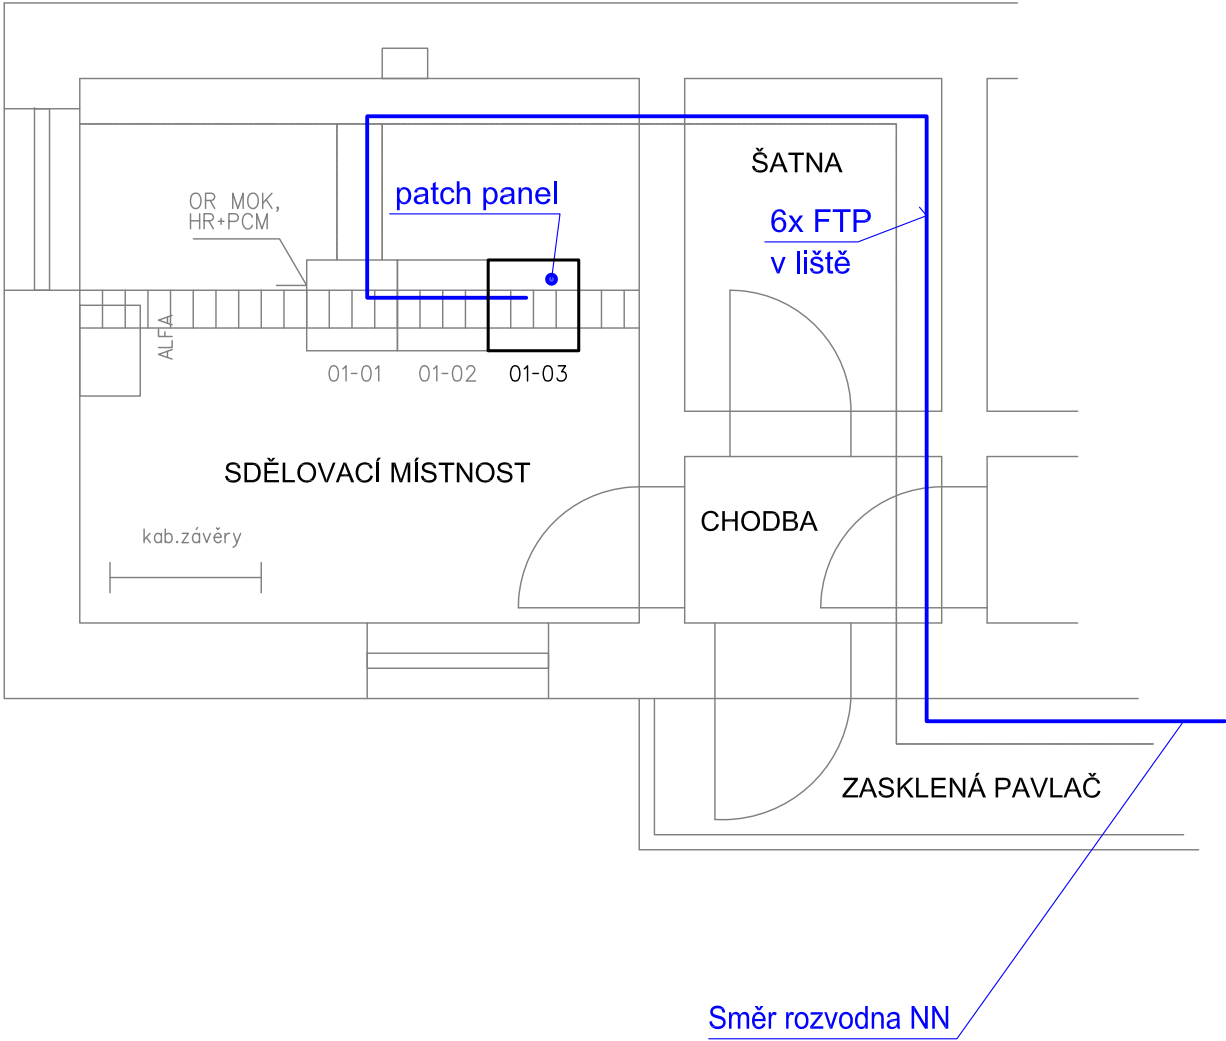 ŠATNA
OR MOK,
HR+PCM
patch panel
6x FTP
v liště
ALFA
01-01
01-02
01-03
SDĚLOVACÍ MÍSTNOST
CHODBA
kab.závěry
ZASKLENÁ PAVLAČ
Směr rozvodna NN